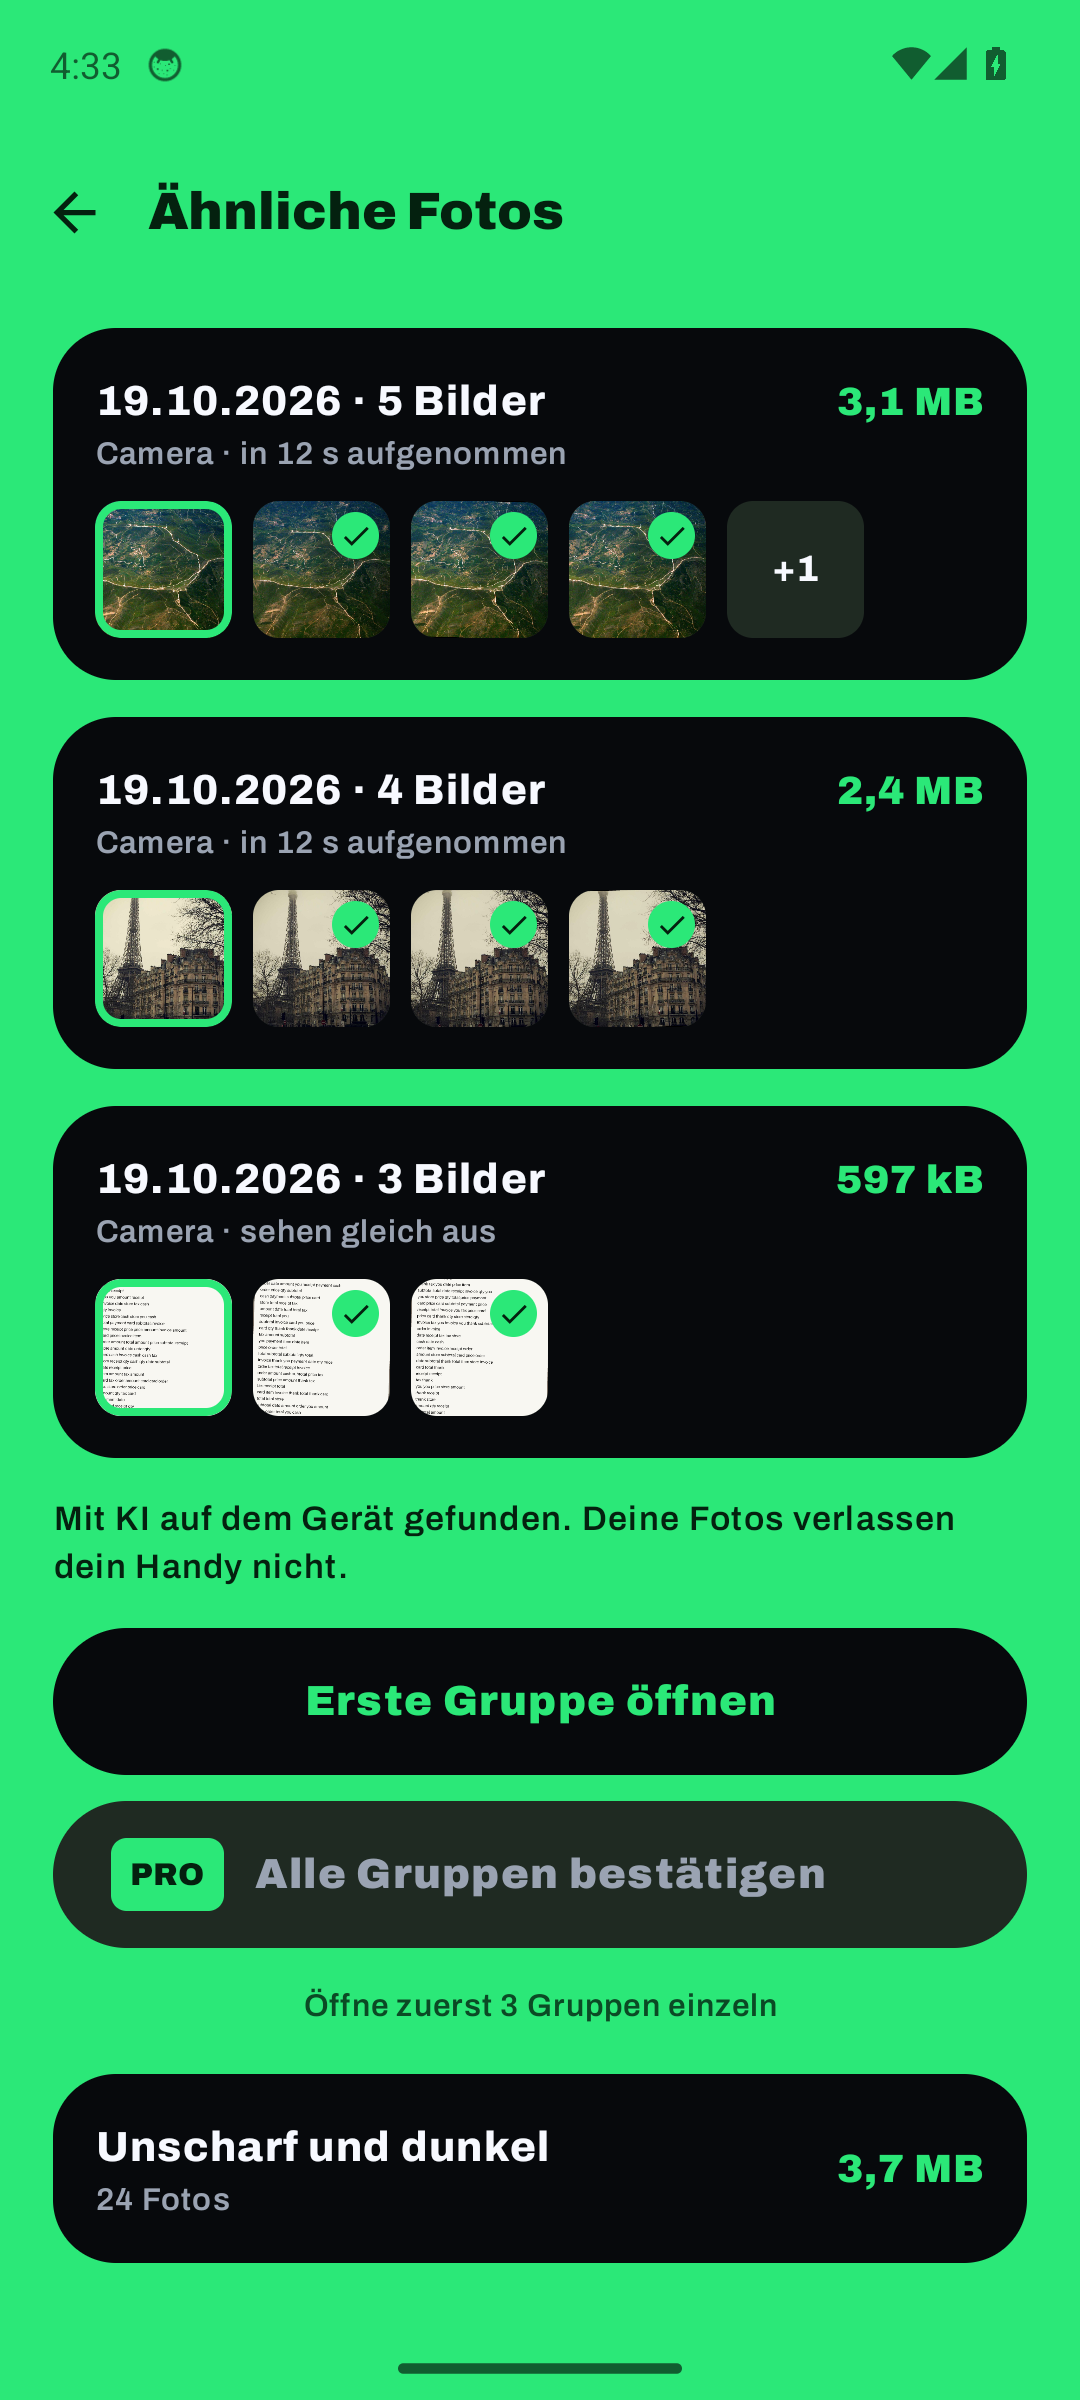 4:33
Ähnliche Fotos
19.10.2026 · 5 Bilder
3,1 MB
Camera · in 12 s aufgenommen
+1
19.10.2026 · 4 Bilder
2,4 MB
Camera · in 12 s aufgenommen
19.10.2026 · 3 Bilder
597 kB
Camera · sehen gleich aus
Mit KI auf dem Gerät gefunden. Deine Fotos verlassen
dein Handy nicht.
Erste Gruppe öffnen
PRO Alle Gruppen bestätigen
Öffne zuerst 3 Gruppen einzeln
Unscharf und dunkel
3,7 MB
24 Fotos